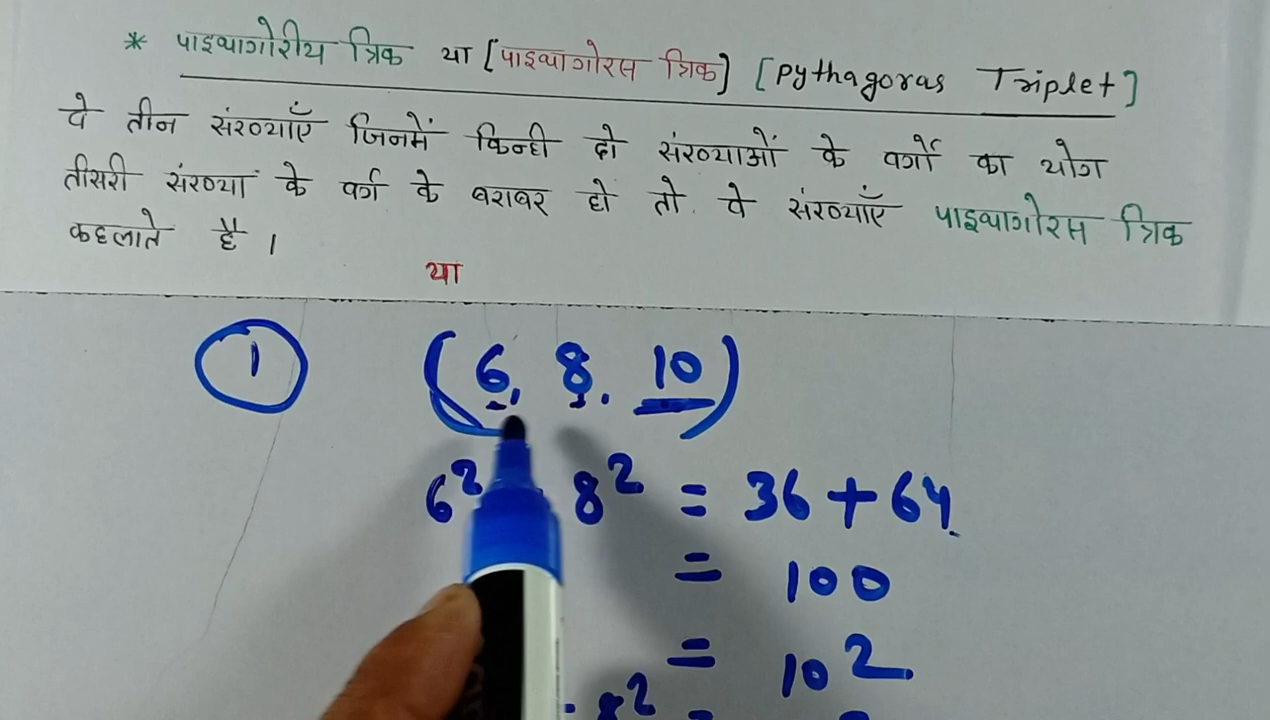 * पाइथागोरीय त्रिक या [पाइथागोरस त्रिक] [Pythagoras Triplet]
वे तीन संख्याएँ जिनमें किन्ही दो संख्याओं के वर्गों का योग
तीसरी संख्या के वर्ग के बराबर हो तो वे संख्याएँ पाइथागोरस त्रिक
कहलाते है ।
या
1 (6, 8, 10)
6² 8² = 36 + 64
= 100
= 10²
8² =